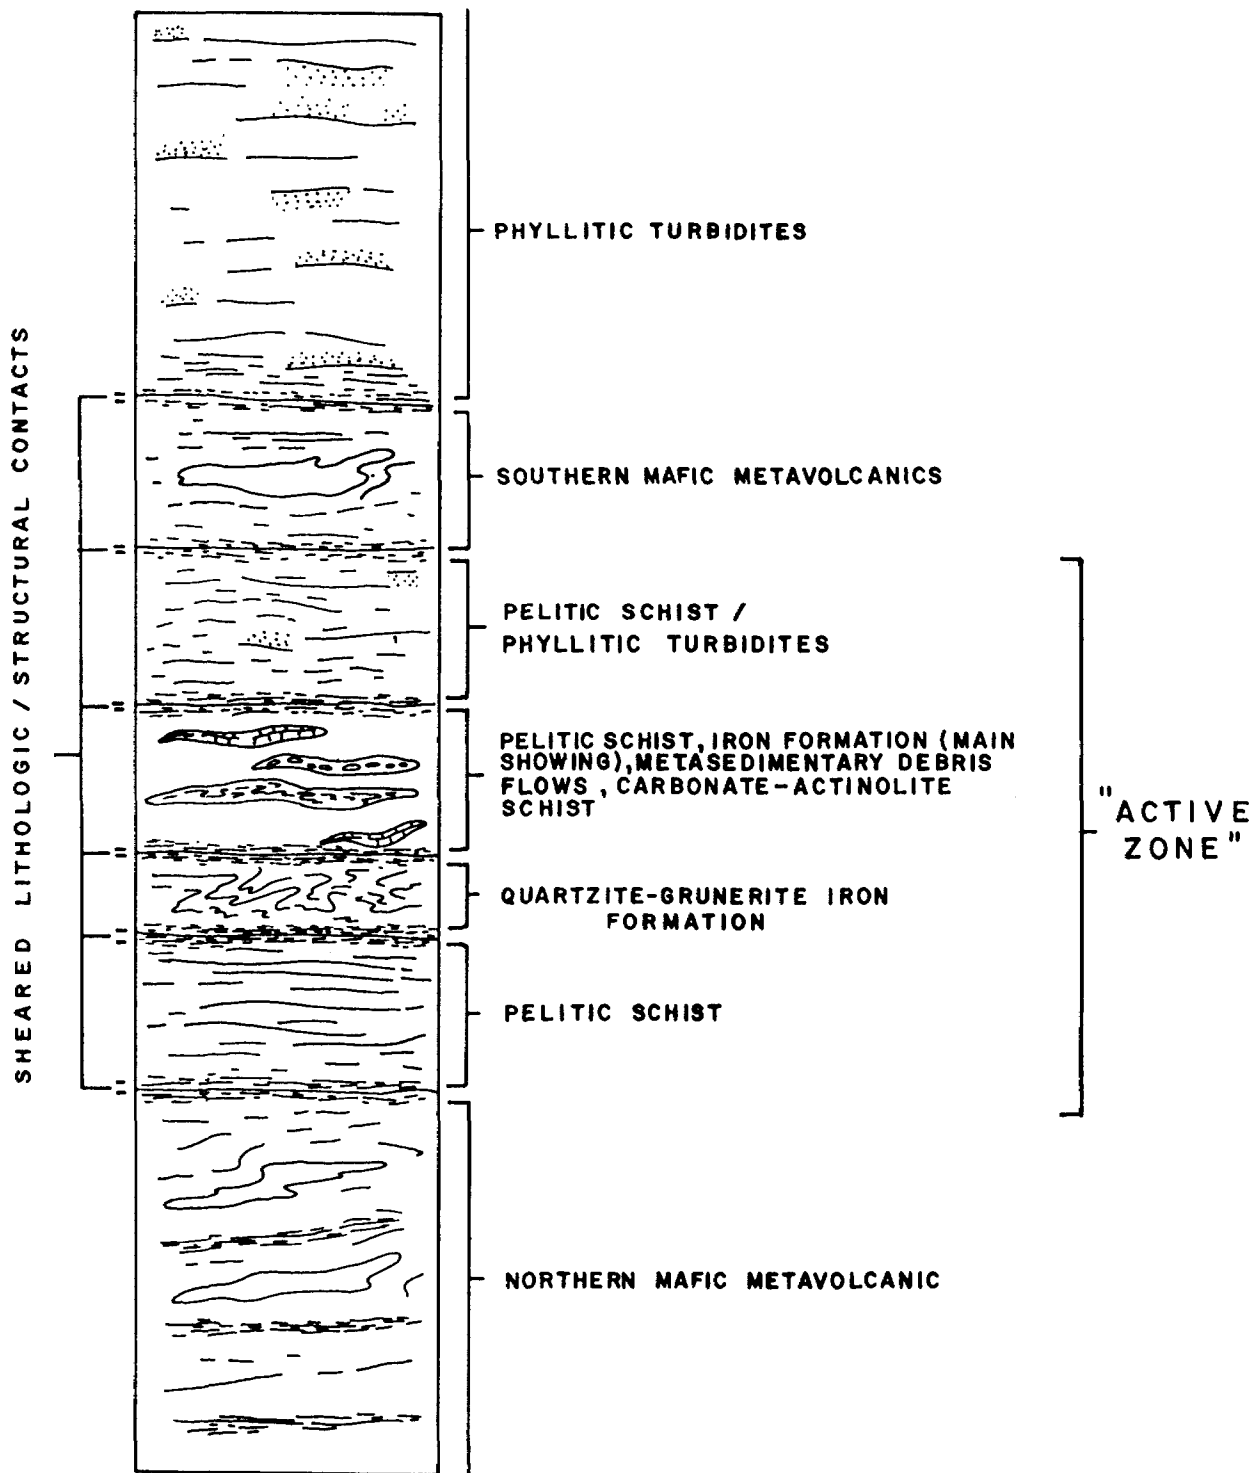 PHYLLITIC TURBIDITES
SHEARED LITHOLOGIC / STRUCTURAL CONTACTS
SOUTHERN MAFIC METAVOLCANICS
PELITIC SCHIST /
PHYLLITIC TURBIDITES
PELITIC SCHIST, IRON FORMATION (MAIN
SHOWING), METASEDIMENTARY DEBRIS
FLOWS, CARBONATE-ACTINOLITE
SCHIST
"ACTIVE
ZONE"
QUARTZITE-GRUNERITE IRON
FORMATION
PELITIC SCHIST
NORTHERN MAFIC METAVOLCANIC